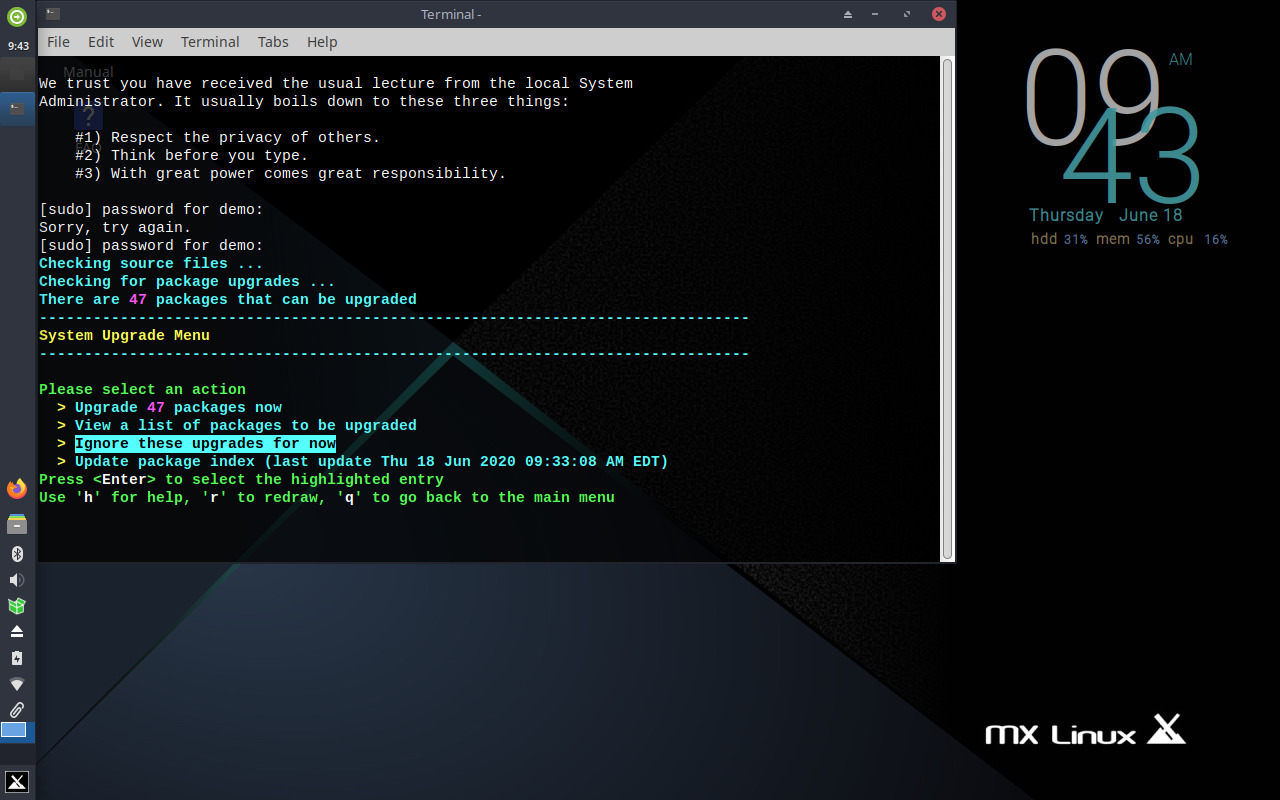 9:43
Terminal -
File Edit View Terminal Tabs Help
Manual
We trust you have received the usual lecture from the local System
Administrator. It usually boils down to these three things:
?
#1) Respect the privacy of others.
#2) Think before you type.
#3) With great power comes great responsibility.
[sudo] password for demo:
Sorry, try again.
[sudo] password for demo:
Checking source files ...
Checking for package upgrades ...
There are 47 packages that can be upgraded
-------------------------------------------------------------------------------
System Upgrade Menu
-------------------------------------------------------------------------------
Please select an action
> Upgrade 47 packages now
> View a list of packages to be upgraded
> Ignore these upgrades for now
> Update package index (last update Thu 18 Jun 2020 09:33:08 AM EDT)
Press <Enter> to select the highlighted entry
Use 'h' for help, 'r' to redraw, 'q' to go back to the main menu
09 AM
43
Thursday June 18
hdd 31% mem 56% cpu 16%
MX Linux